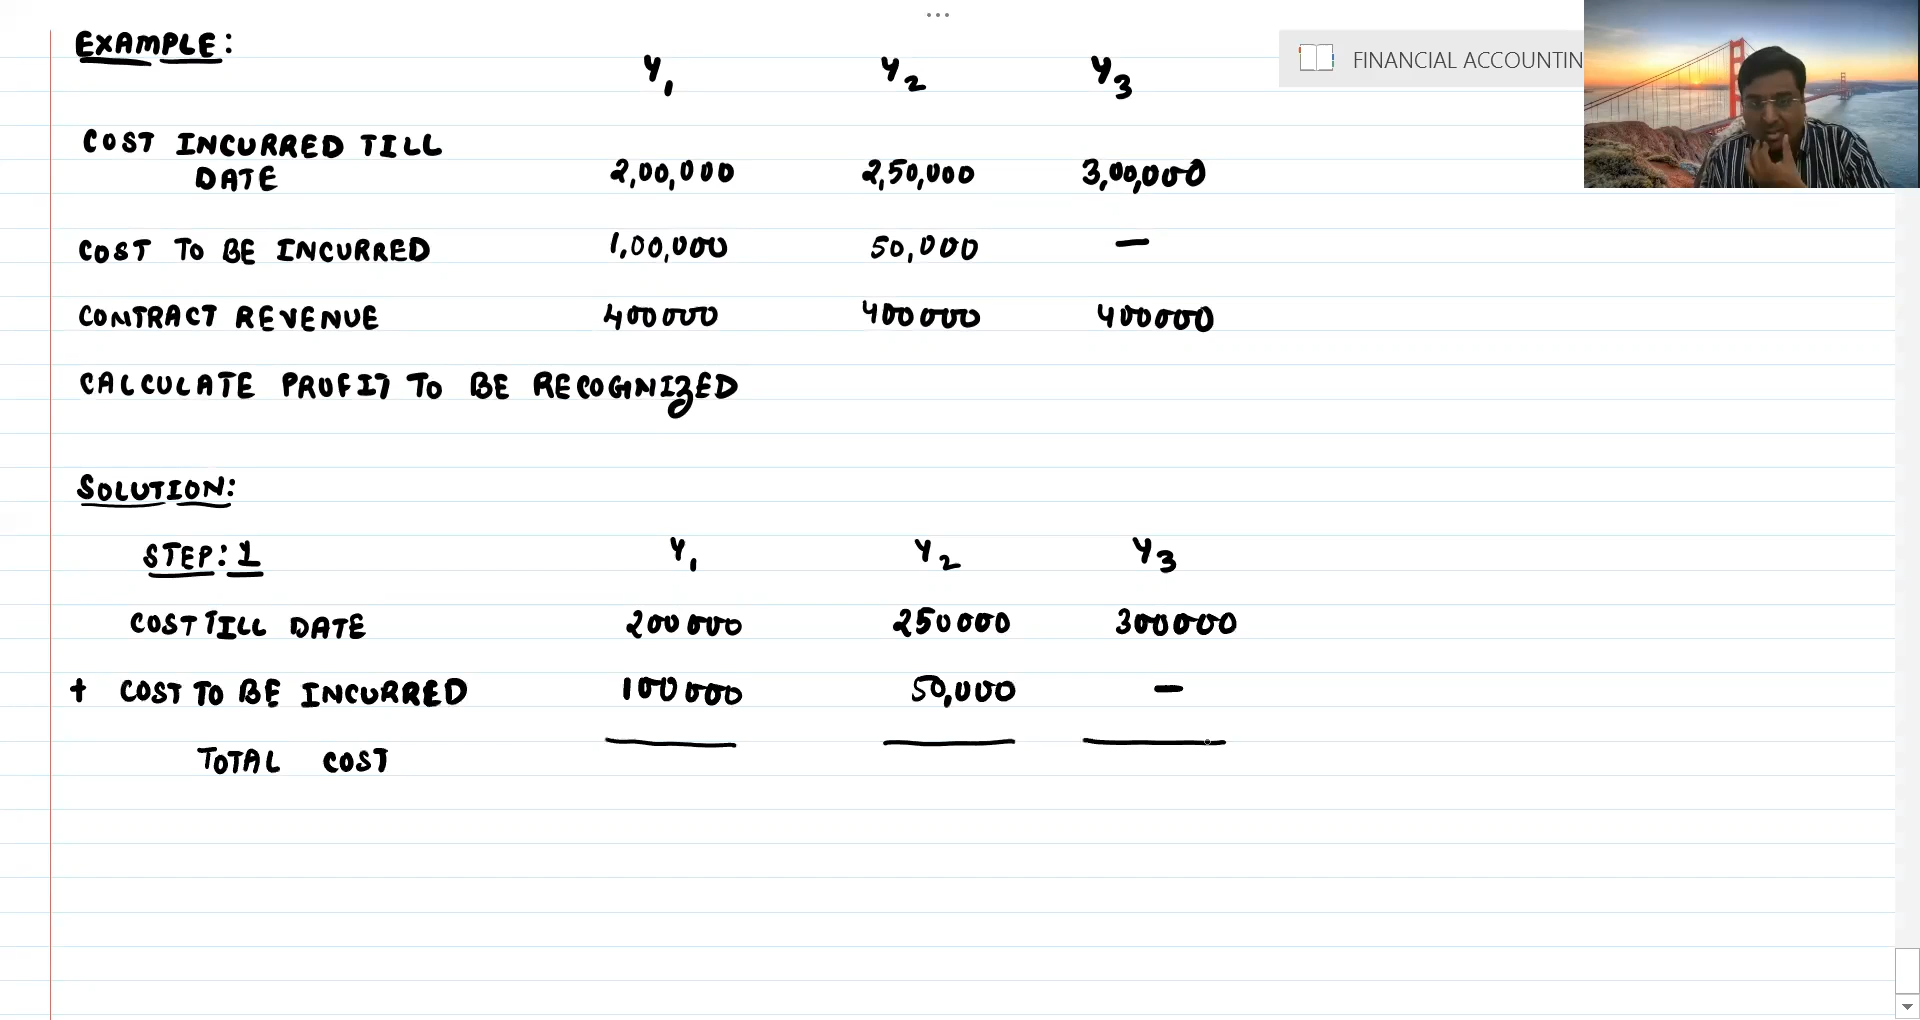 EXAMPLE:
Y1 Y2 Y3
FINANCIAL ACCOUNTIN
COST INCURRED TILL
DATE 2,00,000 2,50,000 3,00,000
COST TO BE INCURRED 1,00,000 50,000 —
CONTRACT REVENUE 400000 400000 400000
CALCULATE PROFIT TO BE RECOGNIZED
SOLUTION:
STEP: 1 Y1 Y2 Y3
COST TILL DATE 200000 250000 300000
+ COST TO BE INCURRED 100000 50,000 —
TOTAL COST